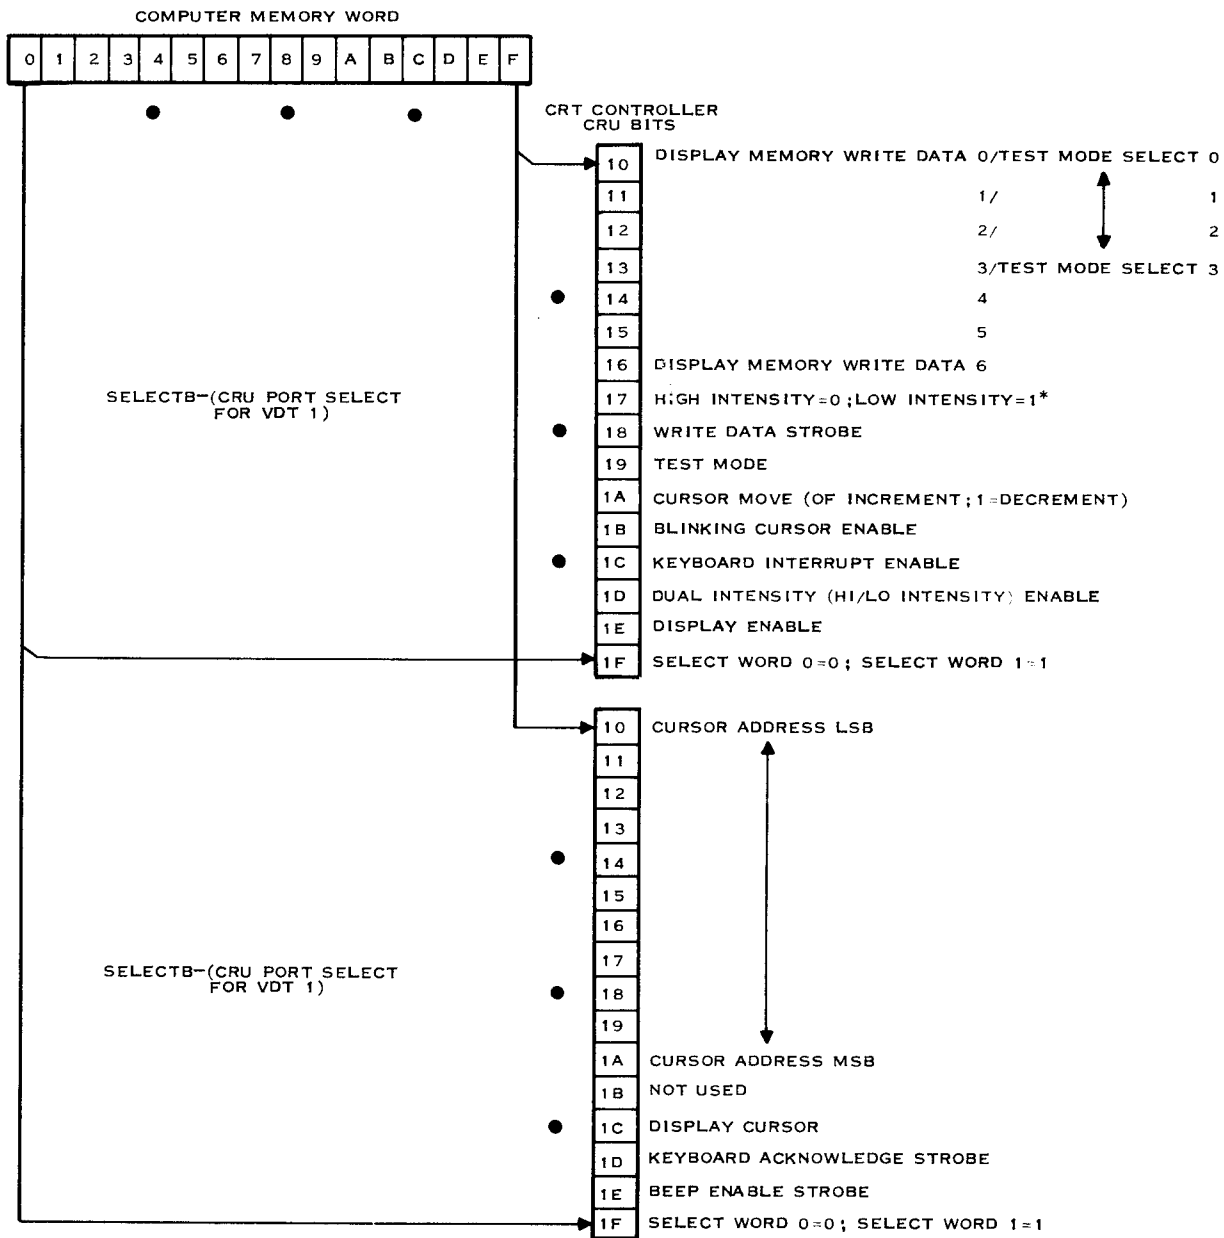 COMPUTER MEMORY WORD
0 1 2 3 4 5 6 7 8 9 A B C D E F
CRT CONTROLLER
CRU BITS
10 DISPLAY MEMORY WRITE DATA 0/TEST MODE SELECT 0
11 1/ 1
12 2/ 2
13 3/TEST MODE SELECT 3
14 4
15 5
16 DISPLAY MEMORY WRITE DATA 6
17 HIGH INTENSITY=0;LOW INTENSITY=1*
18 WRITE DATA STROBE
19 TEST MODE
1A CURSOR MOVE (OF INCREMENT;1=DECREMENT)
1B BLINKING CURSOR ENABLE
1C KEYBOARD INTERRUPT ENABLE
1D DUAL INTENSITY (HI/LO INTENSITY) ENABLE
1E DISPLAY ENABLE
1F SELECT WORD 0=0; SELECT WORD 1=1
SELECTB-(CRU PORT SELECT
FOR VDT 1)
10 CURSOR ADDRESS LSB
11
12
13
14
15
16
17
18
19
1A CURSOR ADDRESS MSB
1B NOT USED
1C DISPLAY CURSOR
1D KEYBOARD ACKNOWLEDGE STROBE
1E BEEP ENABLE STROBE
1F SELECT WORD 0=0; SELECT WORD 1=1
SELECTB-(CRU PORT SELECT
FOR VDT 1)